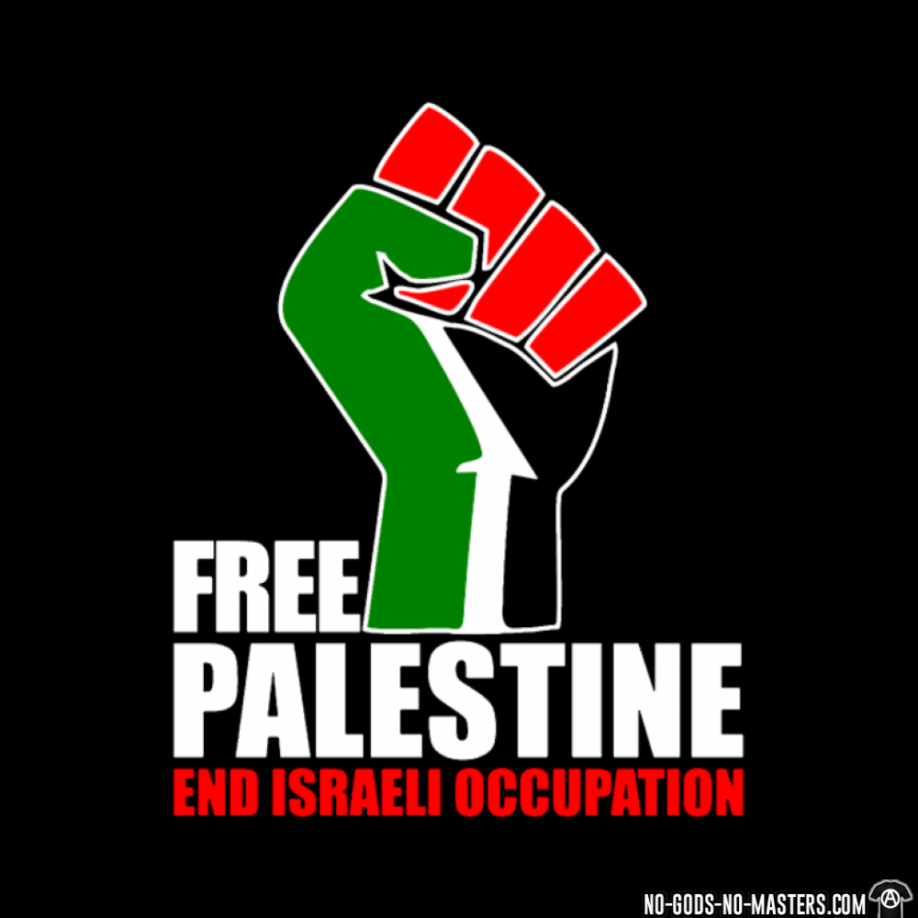 FREE
PALESTINE
END ISRAELI OCCUPATION
NO-GODS-NO-MASTERS.COM